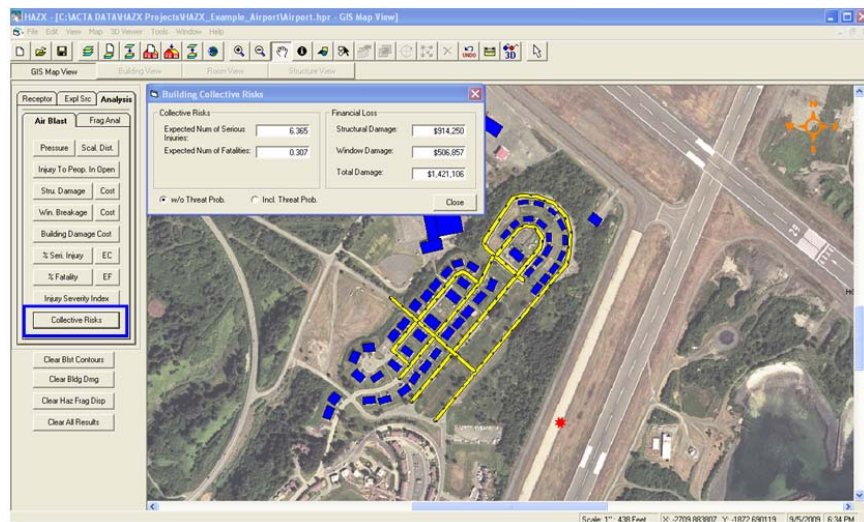 HAZX - [C:\ACTA DATA\HAZX Projects\HAZX_Example_Airport\Airport.hpr - GIS Map View]
File Edit View Map 3D Viewer Tools Window Help
UNDO 3D
GIS Map View Building View Room View Structure View
Receptor Expl Src Analysis
Air Blast Frag Anal
Pressure Scal. Dist.
Injury To Peop. In Open
Stru. Damage Cost
Win. Breakage Cost
Building Damage Cost
% Seri. Injury EC
% Fatality EF
Injury Severity Index
Collective Risks
Clear Blst Contours
Clear Bldg Dmg
Clear Haz Frag Disp
Clear All Results
Building Collective Risks
Collective Risks
Expected Num of Serious Injuries: 6.365
Expected Num of Fatalities: 0.307
Financial Loss
Structural Damage: $914,250
Window Damage: $506,857
Total Damage: $1,421,106
w/o Threat Prob. Incl. Threat Prob. Close
29
Scale: 1" : 438 Feet X: -2709.883807 Y: -1872.690119 9/5/2009 6:34 PM